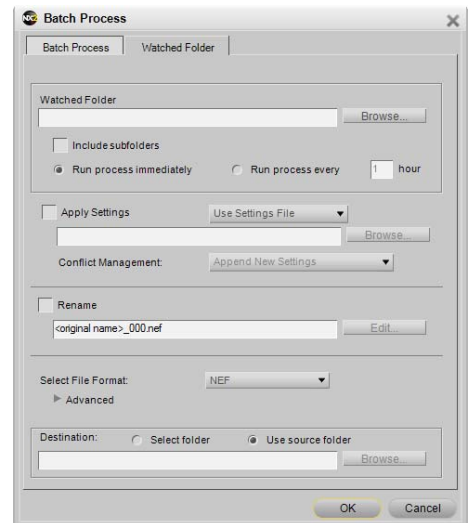 NX2 Batch Process
Batch Process Watched Folder
Watched Folder
Browse...
Include subfolders
Run process immediately Run process every 1 hour
Apply Settings Use Settings File
Browse...
Conflict Management: Append New Settings
Rename
<original name>_000.nef Edit...
Select File Format: NEF
Advanced
Destination: Select folder Use source folder
Browse...
OK Cancel